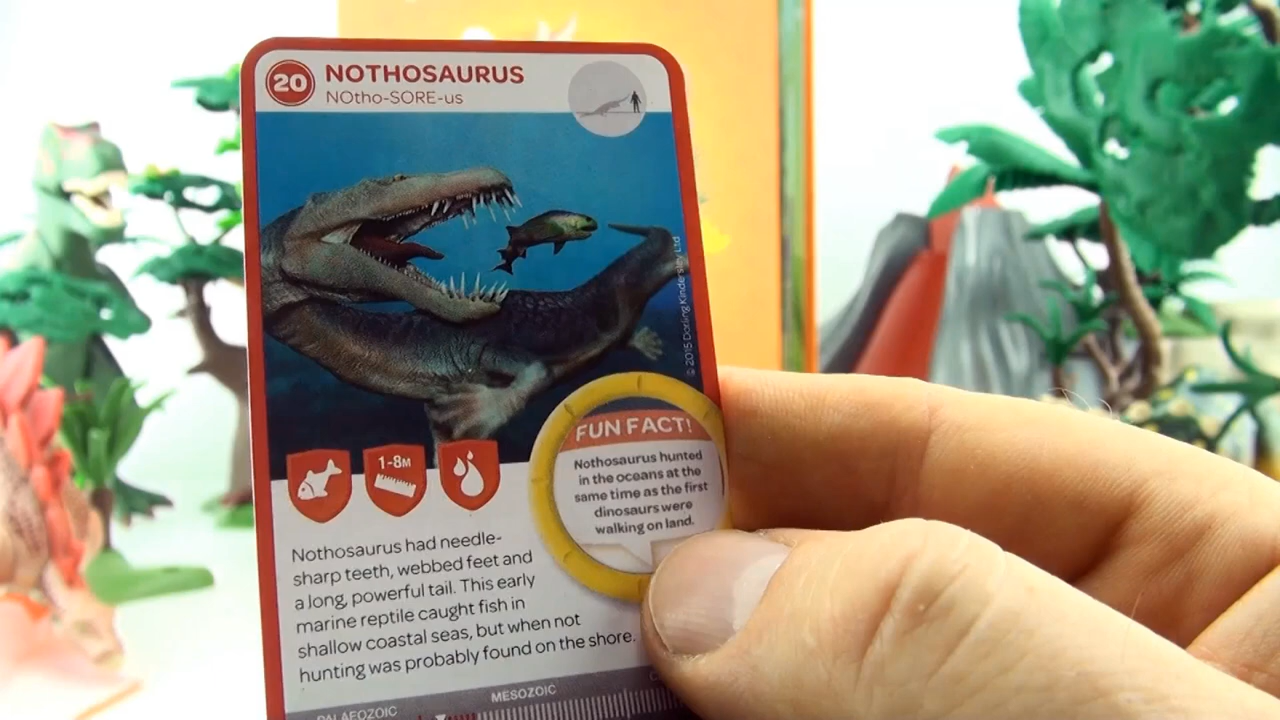 20 NOTHOSAURUS
NOtho-SORE-us
© 2015 Dorling Kindersley Ltd
1-8M
FUN FACT!
Nothosaurus hunted
in the oceans at the
same time as the first
dinosaurs were
walking on land.
Nothosaurus had needle-
sharp teeth, webbed feet and
a long, powerful tail. This early
marine reptile caught fish in
shallow coastal seas, but when not
hunting was probably found on the shore.
PALAEOZOIC MESOZOIC